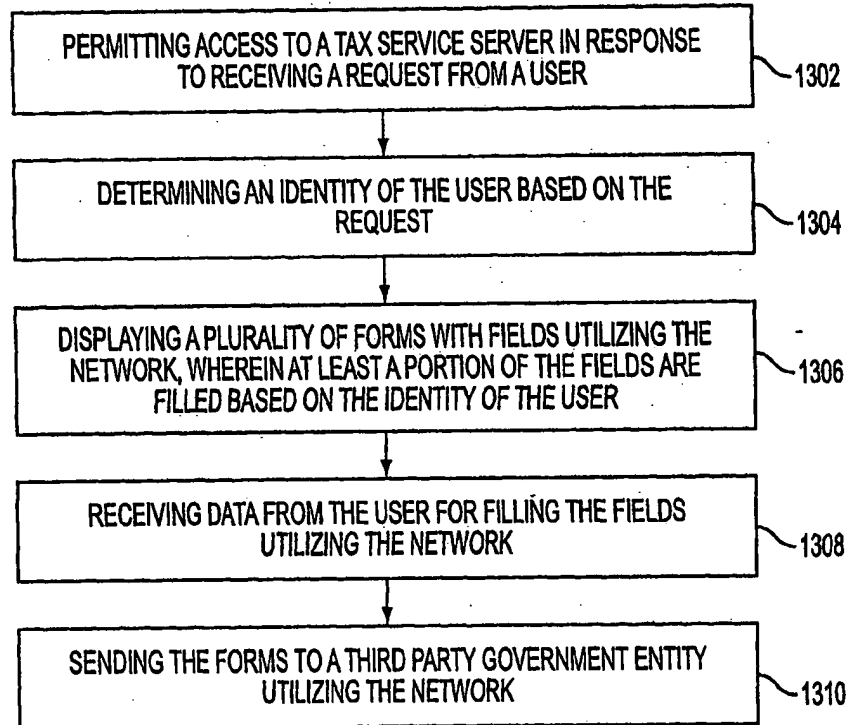 PERMITTING ACCESS TO A TAX SERVICE SERVER IN RESPONSE
TO RECEIVING A REQUEST FROM A USER
1302
DETERMINING AN IDENTITY OF THE USER BASED ON THE
REQUEST
1304
DISPLAYING A PLURALITY OF FORMS WITH FIELDS UTILIZING THE
NETWORK, WHEREIN AT LEAST A PORTION OF THE FIELDS ARE
FILLED BASED ON THE IDENTITY OF THE USER
1306
RECEIVING DATA FROM THE USER FOR FILLING THE FIELDS
UTILIZING THE NETWORK
1308
SENDING THE FORMS TO A THIRD PARTY GOVERNMENT ENTITY
UTILIZING THE NETWORK
1310